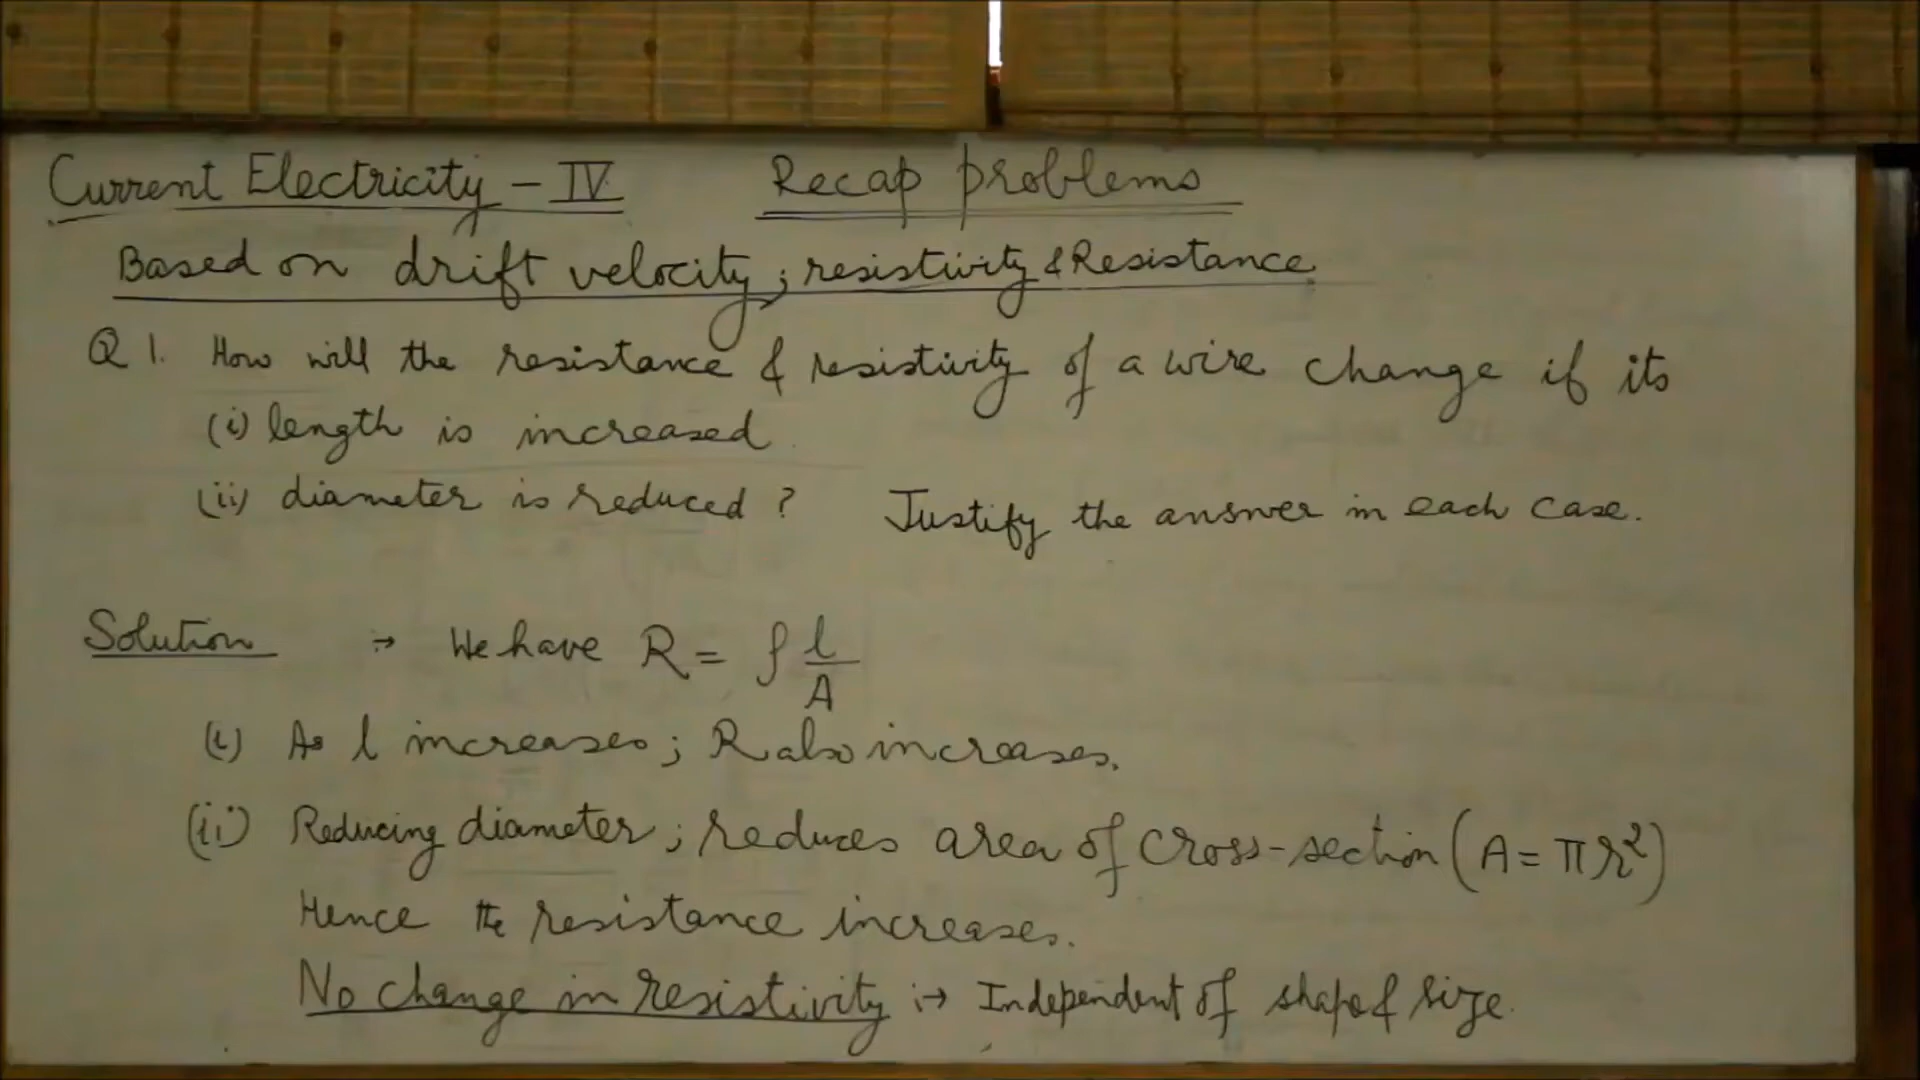 Current Electricity - IV Recap problems
Based on drift velocity; resistivity & Resistance
Q 1. How will the resistance & resistivity of a wire change if its
(i) length is increased
(ii) diameter is reduced? Justify the answer in each case.
Solution :→ We have R = ρ l/A
(i) As l increases; R also increases.
(ii) Reducing diameter; reduces area of cross-section (A = πr²)
Hence the resistance increases.
No change in resistivity :→ Independent of shape & size.